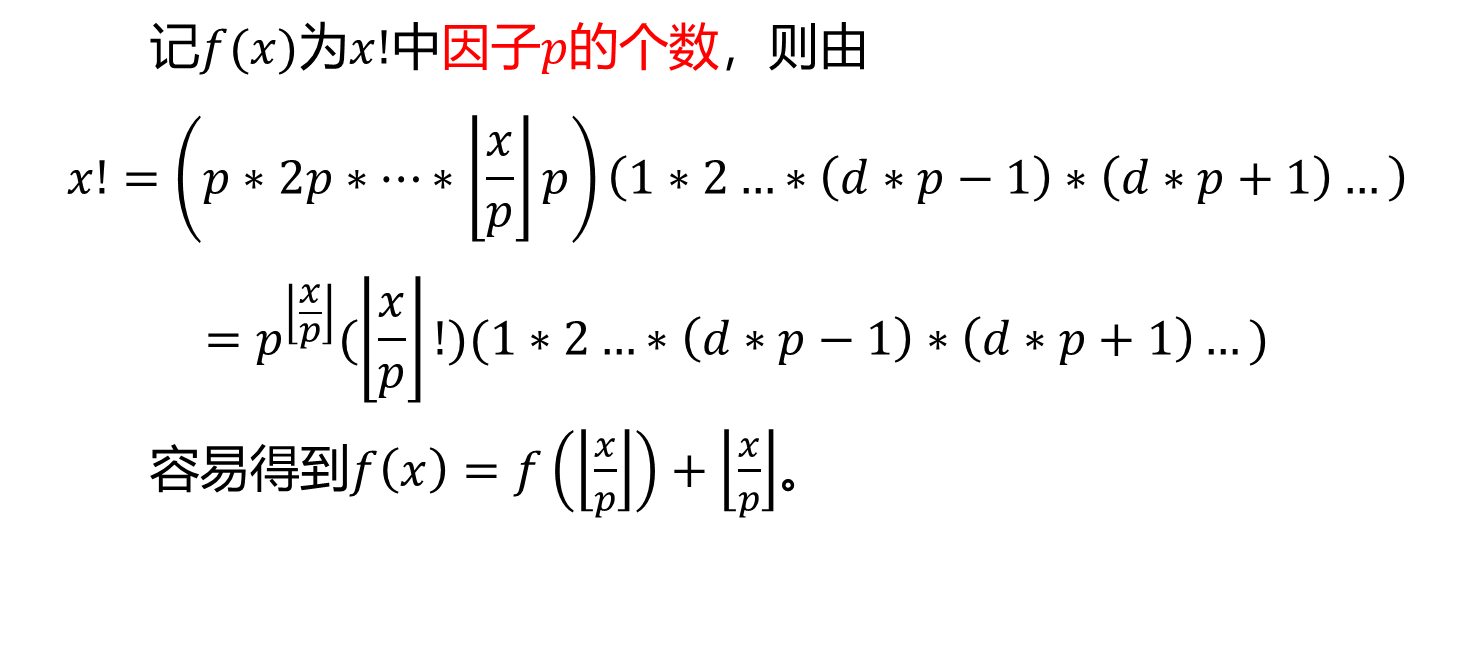 记f(x)为x!中因子p的个数，则由
x! = (p ∗ 2p ∗ ⋯ ∗ ⌊x/p⌋ p) (1 ∗ 2 … ∗ (d ∗ p − 1) ∗ (d ∗ p + 1) … )
= p^⌊x/p⌋ (⌊x/p⌋ !)(1 ∗ 2 … ∗ (d ∗ p − 1) ∗ (d ∗ p + 1) … )
容易得到f(x) = f (⌊x/p⌋) + ⌊x/p⌋。